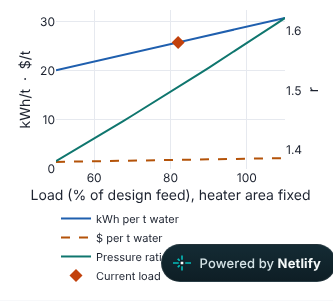 30
20
10
0
kWh/t · $/t
1.6
1.5
1.4
r
60 80 100
Load (% of design feed), heater area fixed
kWh per t water
$ per t water
Pressure
Current load
Powered by Netlify